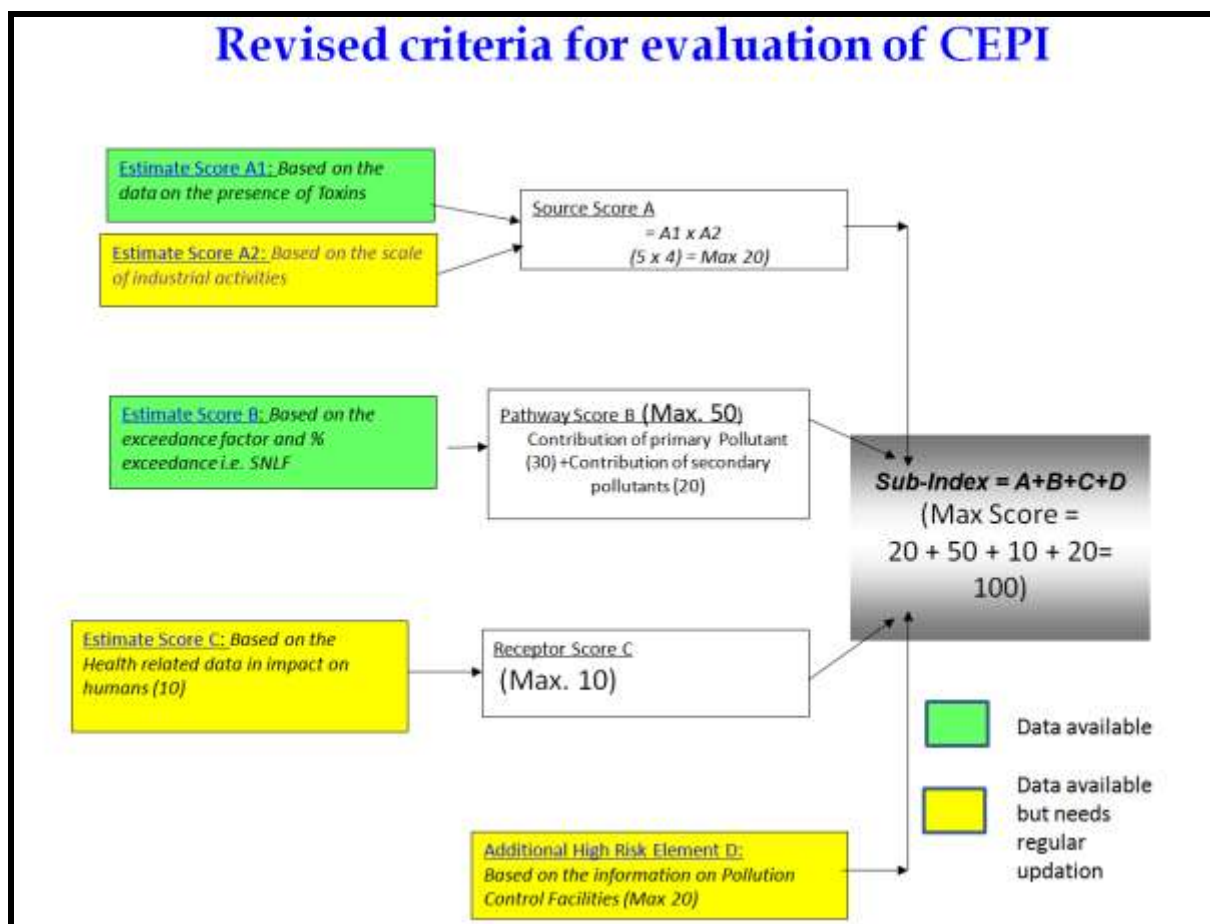 Revised criteria for evaluation of CEPI
Estimate Score A1: Based on the
data on the presence of Toxins
Estimate Score A2: Based on the scale
of industrial activities
Source Score A
= A1 x A2
(5 x 4) = Max 20)
Estimate Score B: Based on the
exceedance factor and %
exceedance i.e. SNLF
Pathway Score B (Max. 50)
Contribution of primary Pollutant
(30) +Contribution of secondary
pollutants (20)
Sub-Index = A+B+C+D
(Max Score =
20 + 50 + 10 + 20=
100)
Estimate Score C: Based on the
Health related data in impact on
humans (10)
Receptor Score C
(Max. 10)
Data available
Data available
but needs
regular
updation
Additional High Risk Element D:
Based on the information on Pollution
Control Facilities (Max 20)